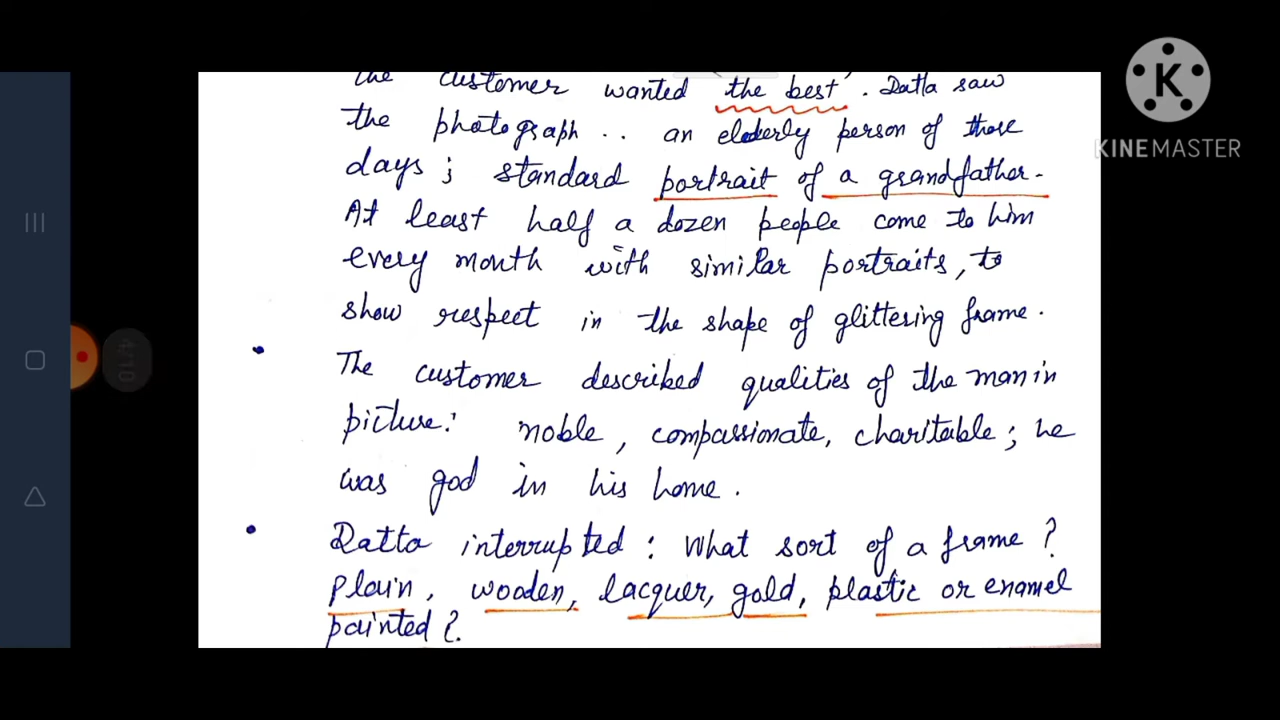 the customer wanted the best. Datta saw
the photograph.. an elderly person of those
days; standard portrait of a grandfather.
At least half a dozen people come to him
every month with similar portraits, to
show respect in the shape of glittering frame.
• The customer described qualities of the man in
picture: noble, compassionate, charitable; he
was god in his home.
• Datta interrupted: What sort of a frame?
Plain, wooden, lacquer, gold, plastic or enamel
painted?
K
KINEMASTER
4/10